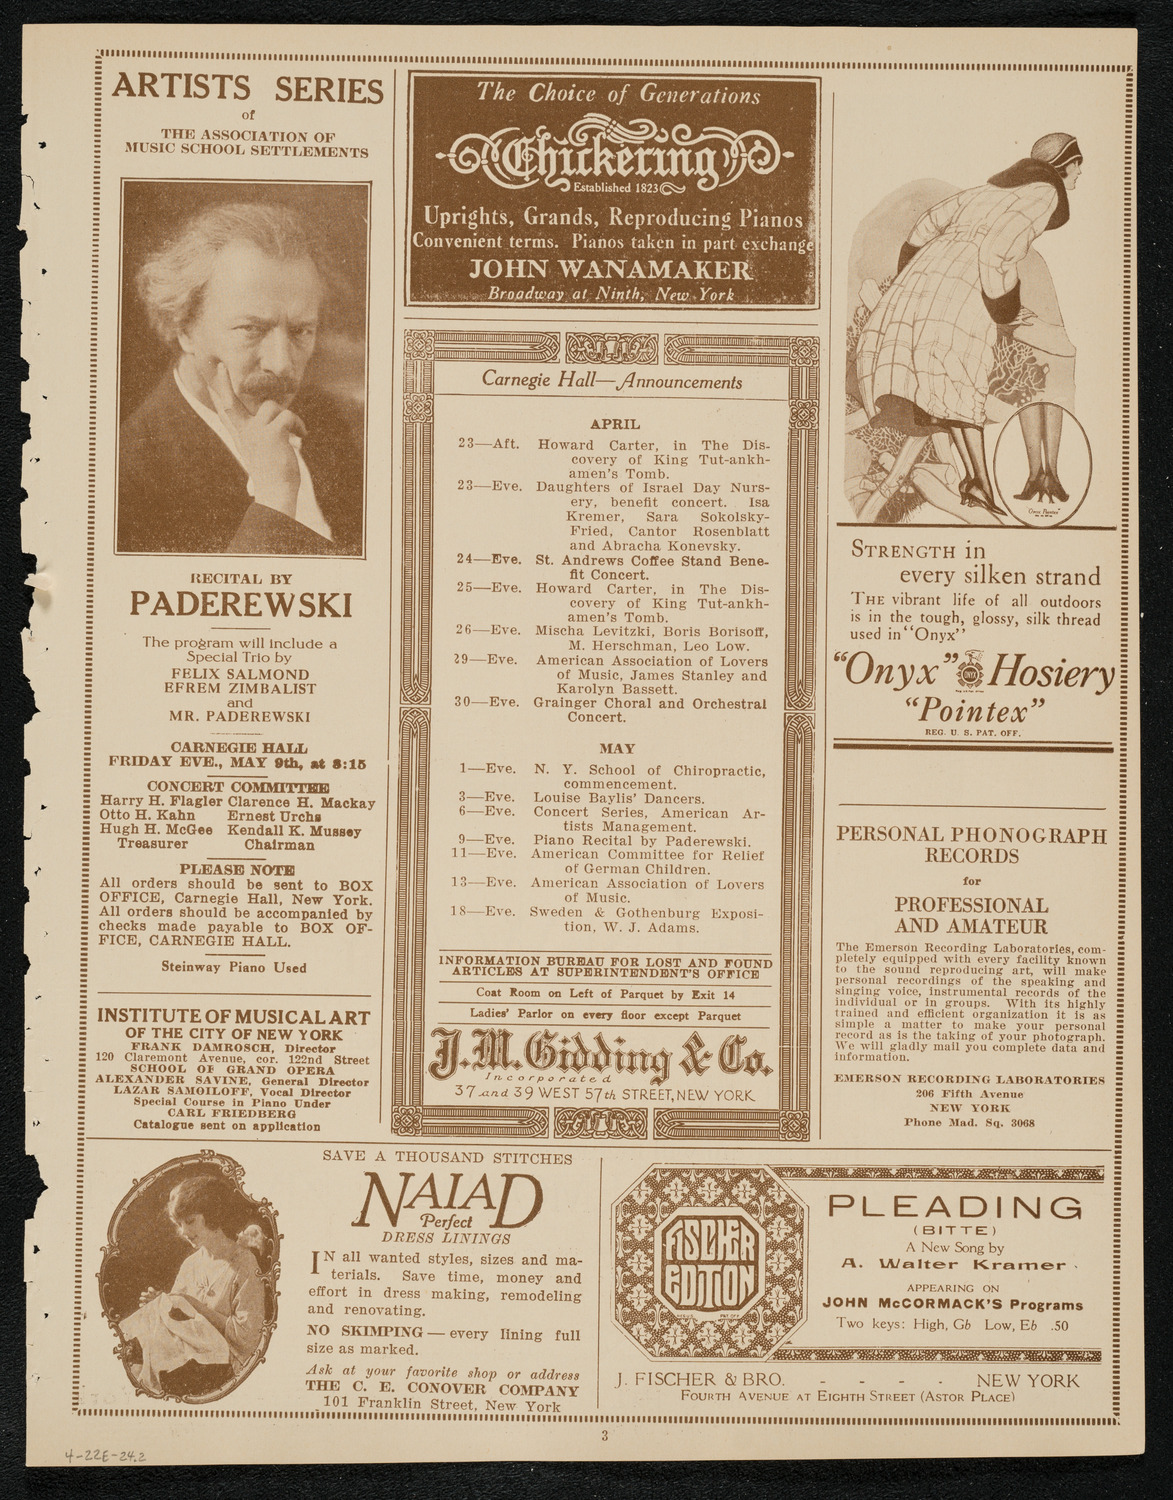 ARTISTS SERIES
of
THE ASSOCIATION OF
MUSIC SCHOOL SETTLEMENTS
RECITAL BY
PADEREWSKI
The program will include a
Special Trio by
FELIX SALMOND
EFREM ZIMBALIST
and
MR. PADEREWSKI
CARNEGIE HALL
FRIDAY EVE., MAY 9th, at 8:15
CONCERT COMMITTEE
Harry H. Flagler Clarence H. Mackay
Otto H. Kahn Ernest Urchs
Hugh H. McGee Kendall K. Mussey
Treasurer Chairman
PLEASE NOTE
All orders should be sent to BOX
OFFICE, Carnegie Hall, New York.
All orders should be accompanied by
checks made payable to BOX OF-
FICE, CARNEGIE HALL.
Steinway Piano Used
INSTITUTE OF MUSICAL ART
OF THE CITY OF NEW YORK
FRANK DAMROSCH, Director
120 Claremont Avenue, cor. 122nd Street
SCHOOL OF GRAND OPERA
ALEXANDER SAVINE, General Director
LAZAR SAMOILOFF, Vocal Director
Special Course in Piano Under
CARL FRIEDBERG
Catalogue sent on application
The Choice of Generations
Chickering
Established 1823
Uprights, Grands, Reproducing Pianos
Convenient terms. Pianos taken in part exchange
JOHN WANAMAKER
Broadway at Ninth, New York
Carnegie Hall—Announcements
APRIL
23—Aft. Howard Carter, in The Dis-
covery of King Tut-ankh-
amen's Tomb.
23—Eve. Daughters of Israel Day Nurs-
ery, benefit concert. Isa
Kremer, Sara Sokolsky-
Fried, Cantor Rosenblatt
and Abracha Konevsky.
24—Eve. St. Andrews Coffee Stand Bene-
fit Concert.
25—Eve. Howard Carter, in The Dis-
covery of King Tut-ankh-
amen's Tomb.
26—Eve. Mischa Levitzki, Boris Borisoff,
M. Herschman, Leo Low.
29—Eve. American Association of Lovers
of Music, James Stanley and
Karolyn Bassett.
30—Eve. Grainger Choral and Orchestral
Concert.
MAY
1—Eve. N. Y. School of Chiropractic,
commencement.
3—Eve. Louise Baylis' Dancers.
6—Eve. Concert Series, American Ar-
tists Management.
9—Eve. Piano Recital by Paderewski.
11—Eve. American Committee for Relief
of German Children.
13—Eve. American Association of Lovers
of Music.
18—Eve. Sweden & Gothenburg Exposi-
tion, W. J. Adams.
INFORMATION BUREAU FOR LOST AND FOUND
ARTICLES AT SUPERINTENDENT'S OFFICE
Coat Room on Left of Parquet by Exit 14
Ladies' Parlor on every floor except Parquet
J. M. Gidding & Co.
Incorporated
37 and 39 WEST 57th STREET, NEW YORK
"Onyx Pointex"
STRENGTH in
every silken strand
THE vibrant life of all outdoors
is in the tough, glossy, silk thread
used in "Onyx"
"Onyx" ONYX Hosiery
"Pointex"
REG. U. S. PAT. OFF.
PERSONAL PHONOGRAPH
RECORDS
for
PROFESSIONAL
AND AMATEUR
The Emerson Recording Laboratories, com-
pletely equipped with every facility known
to the sound reproducing art, will make
personal recordings of the speaking and
singing voice, instrumental records of the
individual or in groups. With its highly
trained and efficient organization it is as
simple a matter to make your personal
record as is the taking of your photograph.
We will gladly mail you complete data and
information.
EMERSON RECORDING LABORATORIES
206 Fifth Avenue
NEW YORK
Phone Mad. Sq. 3068
SAVE A THOUSAND STITCHES
NAIAD
Perfect
DRESS LININGS
IN all wanted styles, sizes and ma-
terials. Save time, money and
effort in dress making, remodeling
and renovating.
NO SKIMPING — every lining full
size as marked.
Ask at your favorite shop or address
THE C. E. CONOVER COMPANY
101 Franklin Street, New York
FISCHER
EDITION
PLEADING
(BITTE)
A New Song by
A. Walter Kramer
APPEARING ON
JOHN McCORMACK'S Programs
Two keys: High, G♭ Low, E♭ .50
J. FISCHER & BRO. - - - - NEW YORK
FOURTH AVENUE AT EIGHTH STREET (ASTOR PLACE)
3
4-22E-24.2